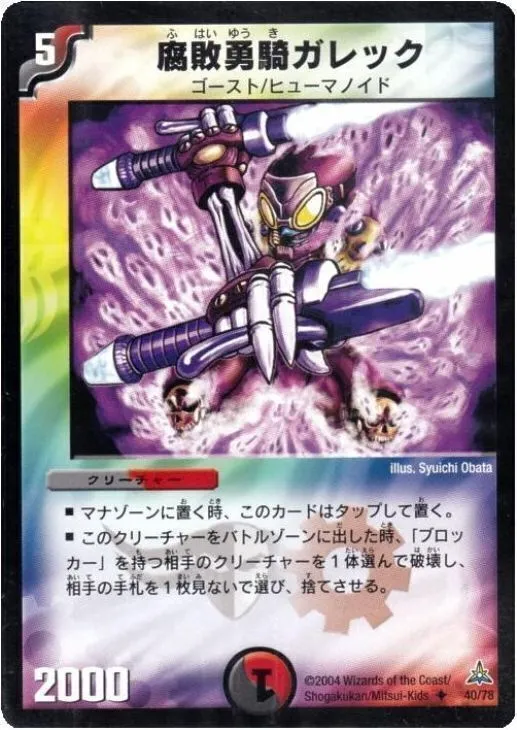 5
腐敗勇騎ガレック
ふはいゆうき
ゴースト/ヒューマノイド
illus. Syuichi Obata
クリーチャー
■ マナゾーンに置く時、このカードはタップして置く。
■ このクリーチャーをバトルゾーンに出した時、「ブロッ
カー」を持つ相手のクリーチャーを1体選んで破壊し、
相手の手札を1枚見ないで選び、捨てさせる。
2000
1
©2004 Wizards of the Coast/
Shogakukan/Mitsui-Kids
40/78